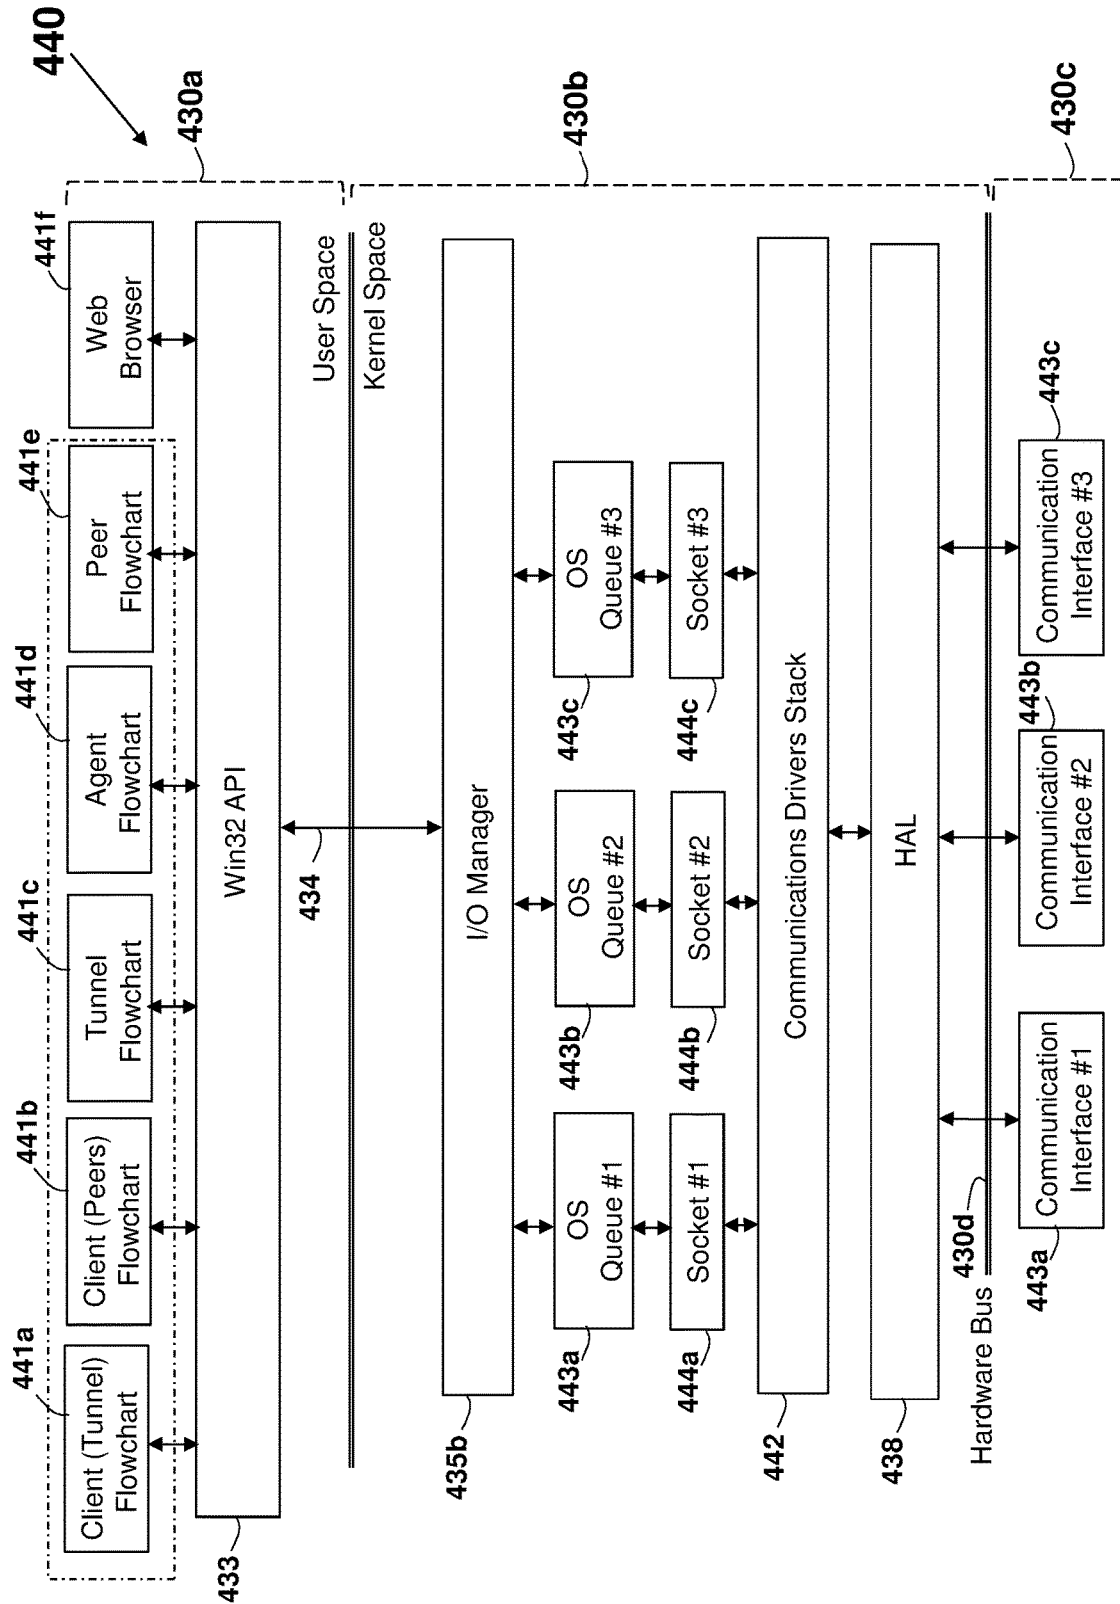 440
441a
441b
441c
441d
441e
441f
Client (Tunnel)
Flowchart
Client (Peers)
Flowchart
Tunnel
Flowchart
Agent
Flowchart
Peer
Flowchart
Web
Browser
430a
433
Win32 API
434
User Space
Kernel Space
435b
I/O Manager
430b
443a
OS
Queue #1
443b
OS
Queue #2
443c
OS
Queue #3
444a
Socket #1
444b
Socket #2
444c
Socket #3
442
Communications Drivers Stack
438
HAL
Hardware Bus
430d
430c
443a
Communication
Interface #1
443b
Communication
Interface #2
443c
Communication
Interface #3